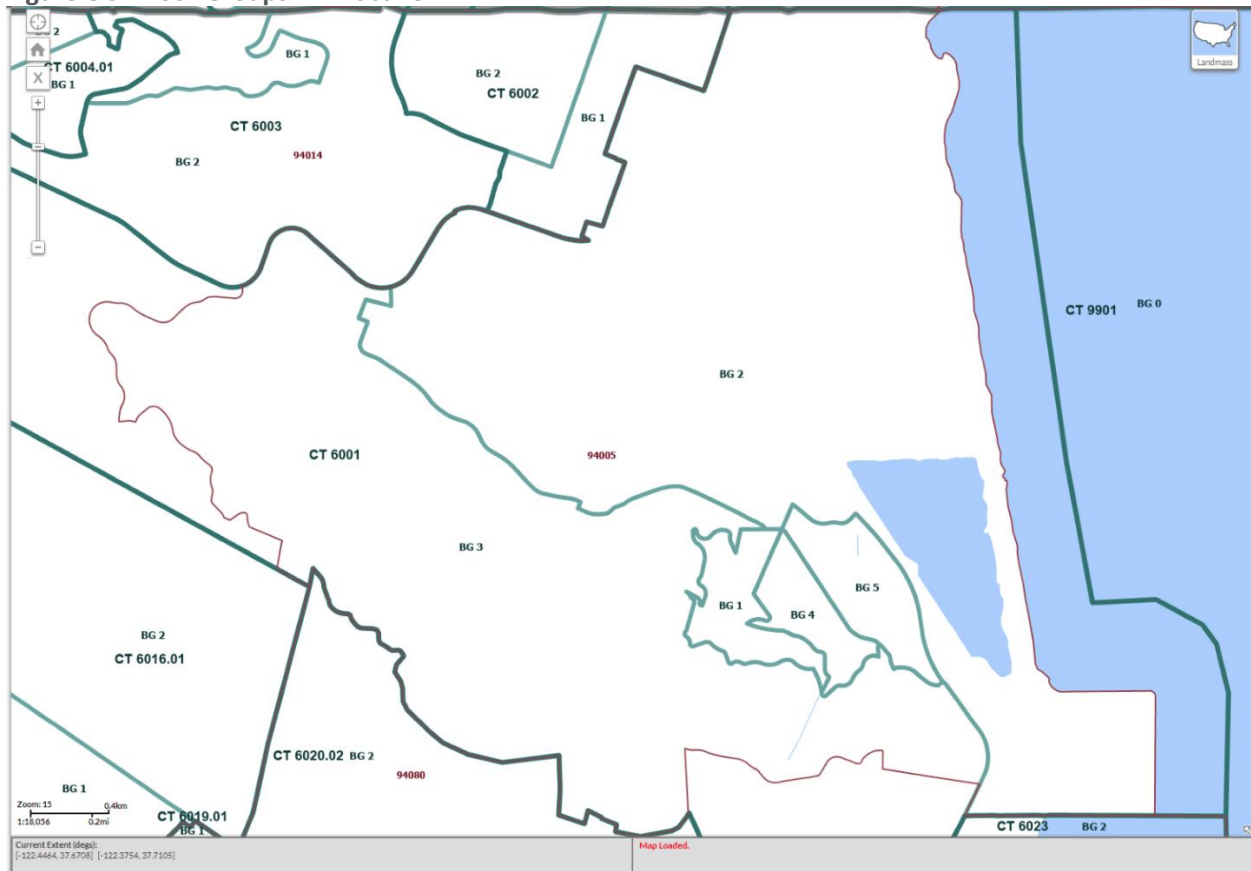 BG 2
CT 6004.01
BG 1
X
+
−
−
BG 1
BG 2
CT 6002
BG 1
CT 6003
BG 2
94014
Landmass
CT 9901
BG 0
BG 2
CT 6001
94005
BG 3
BG 1
BG 4
BG 5
BG 2
CT 6016.01
CT 6020.02
BG 2
94080
BG 1
Zoom: 15
0.4km
1:18,056
0.2mi
CT 6019.01
BG 1
CT 6023
BG 2
Current Extent (degs):
[-122.4464, 37.6708] [-122.3754, 37.7105]
Map Loaded.